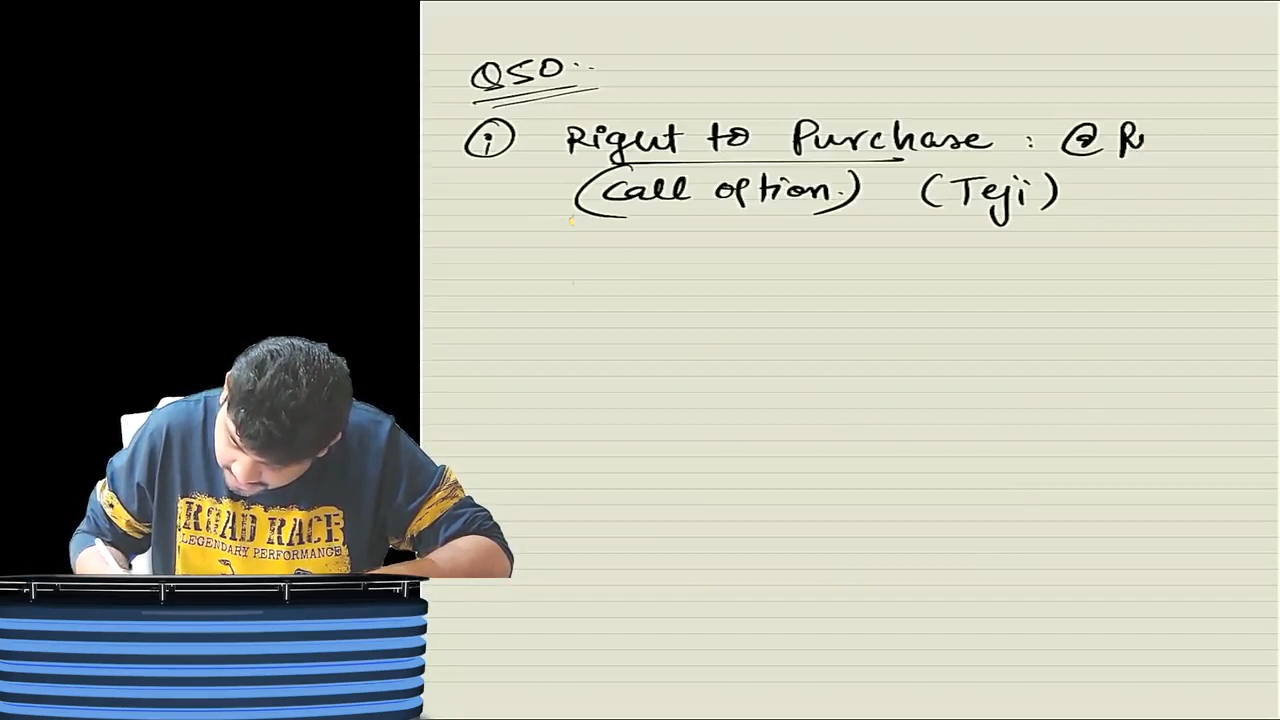 Q50:-
(i) Right to Purchase : @ R
(Call option.) (Teji)
ROAD RACE
LEGENDARY PERFORMANCE